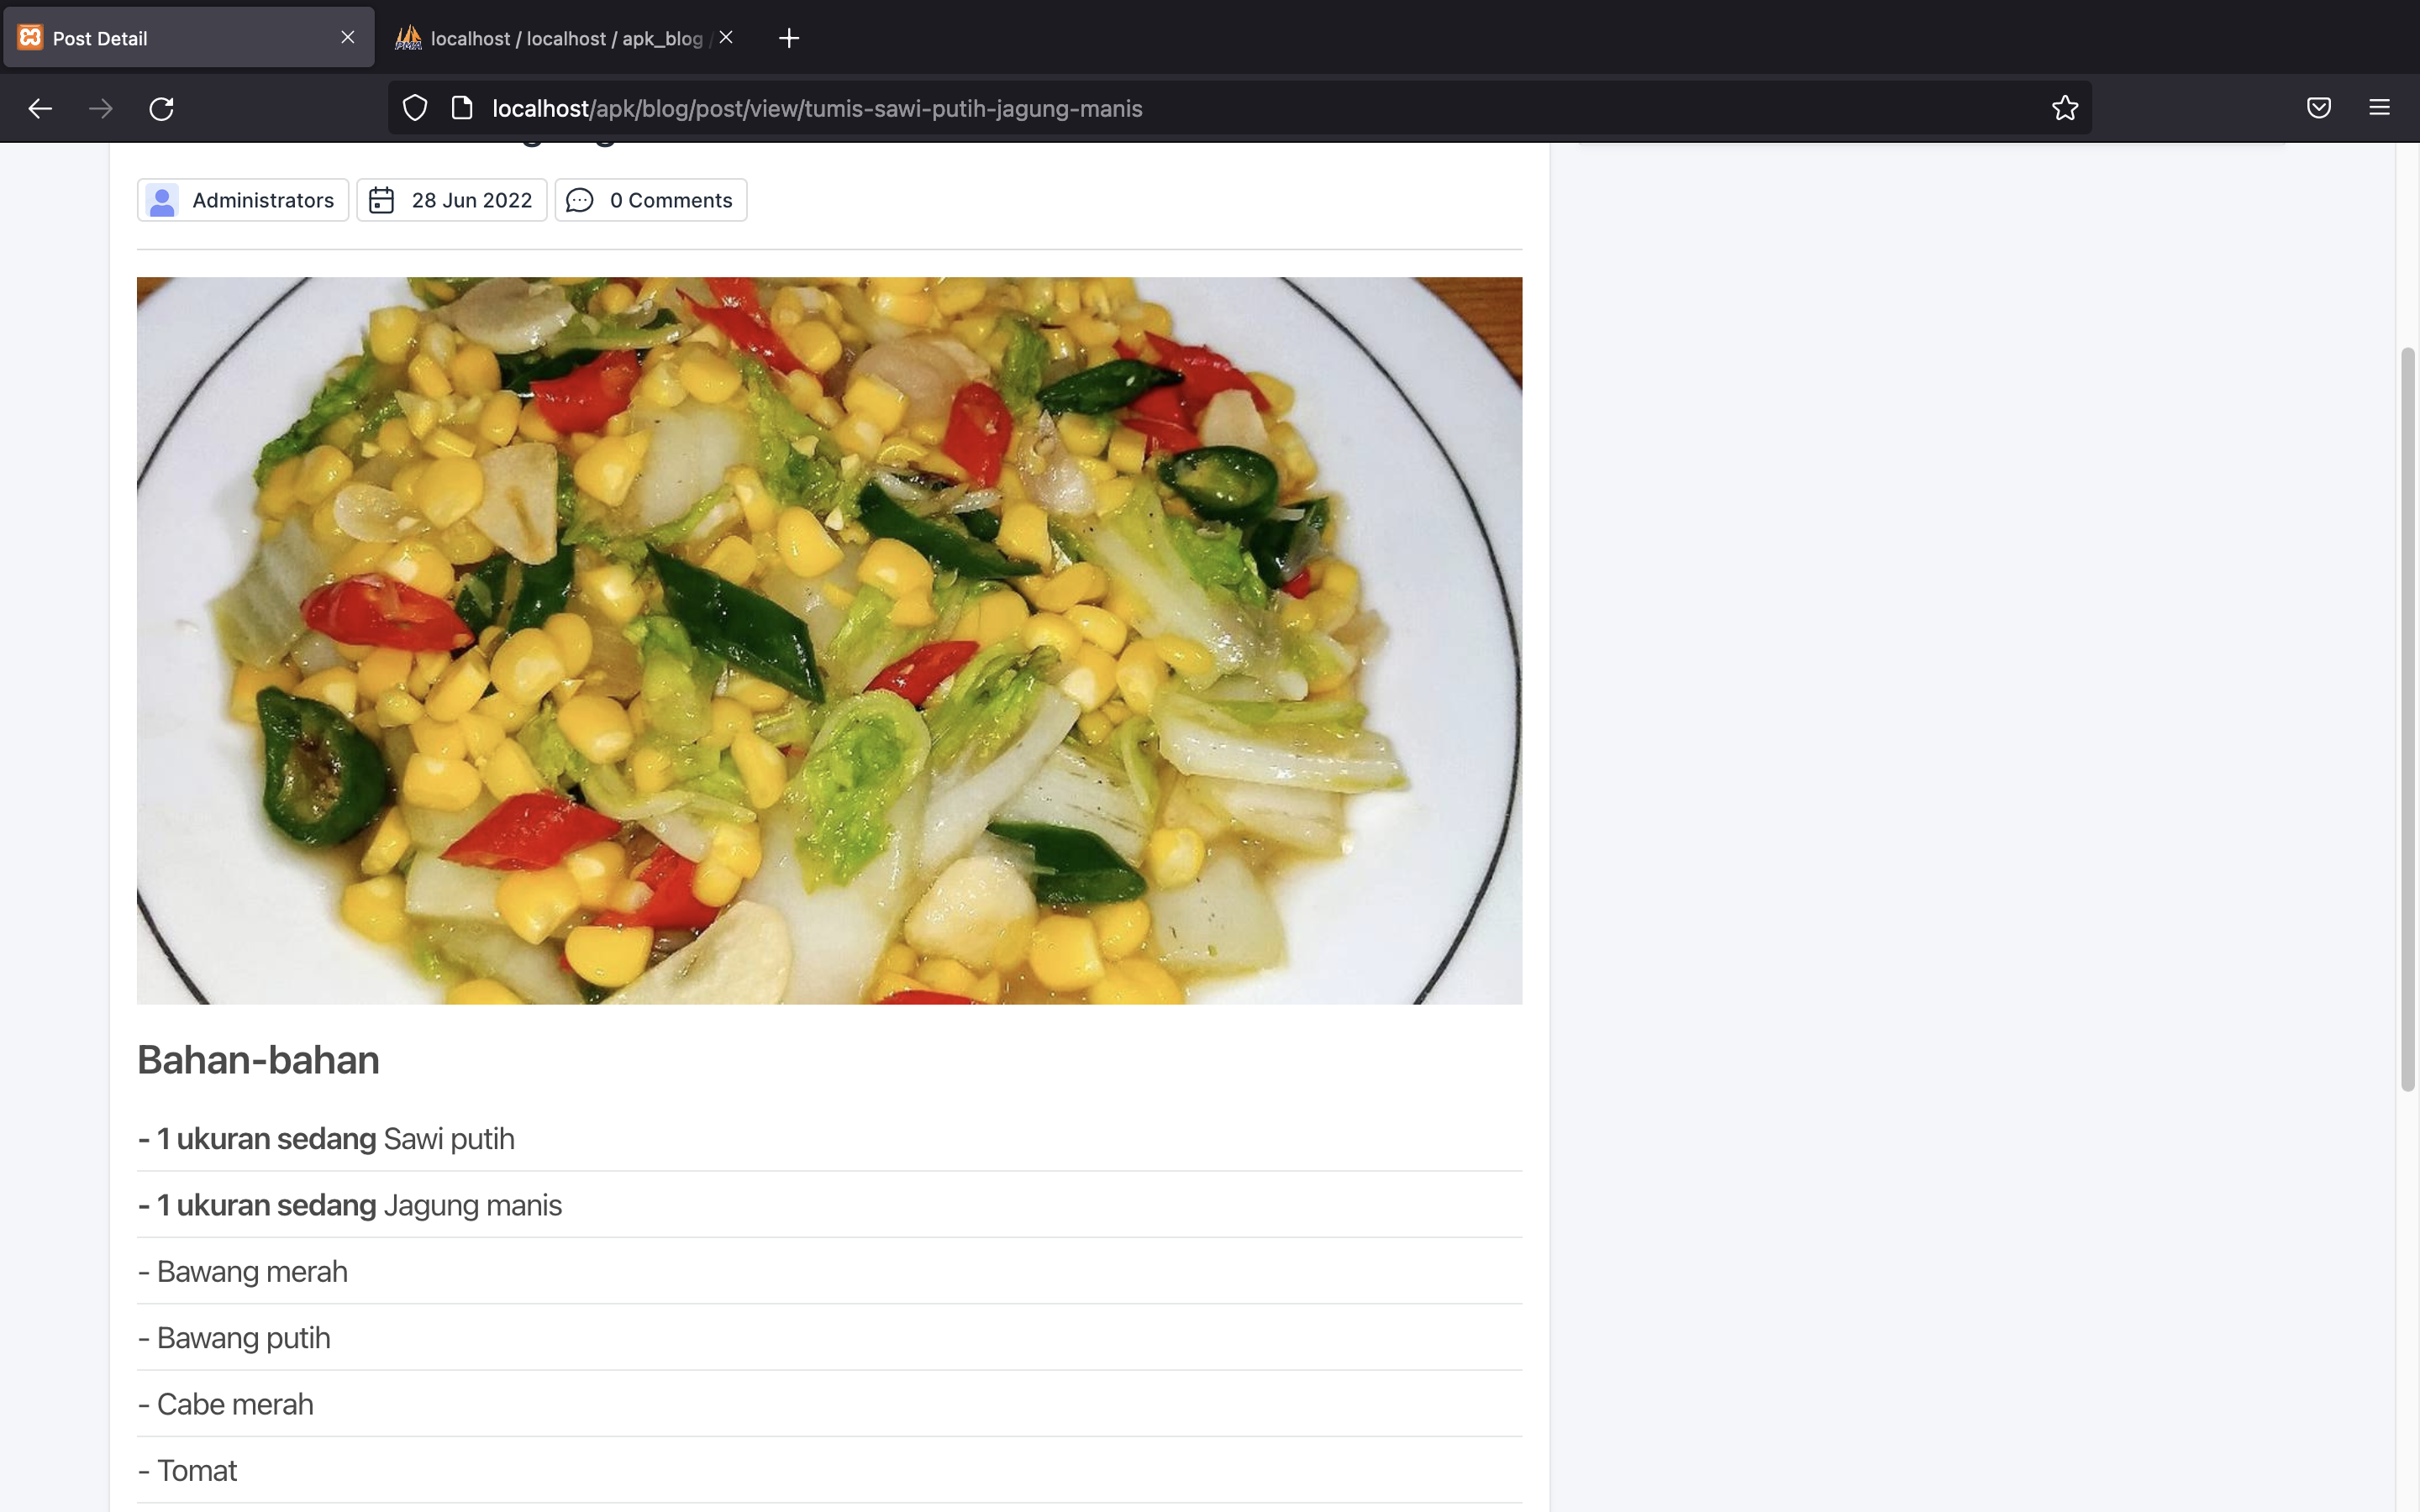 Post Detail
localhost / localhost / apk_blog /
localhost/apk/blog/post/view/tumis-sawi-putih-jagung-manis
Administrators
28 Jun 2022
0 Comments
Bahan-bahan
- 1 ukuran sedang Sawi putih
- 1 ukuran sedang Jagung manis
- Bawang merah
- Bawang putih
- Cabe merah
- Tomat